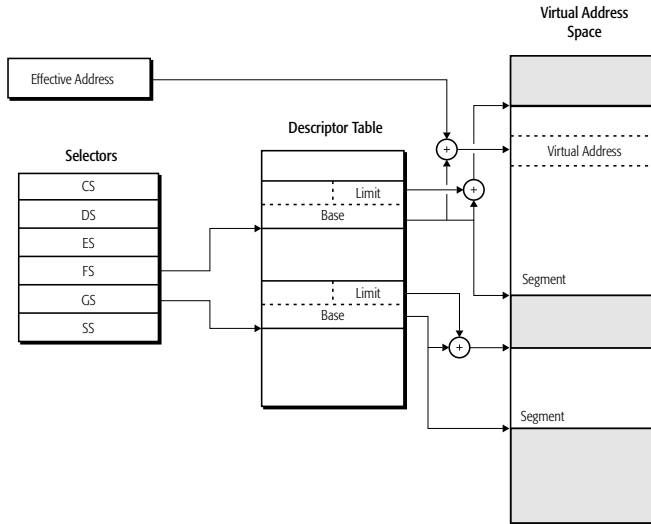 Virtual Address
Space
Effective Address
Descriptor Table
+
Virtual Address
Selectors
CS
DS
ES
FS
GS
SS
Limit
+
Base
Segment
Limit
Base
+
Segment